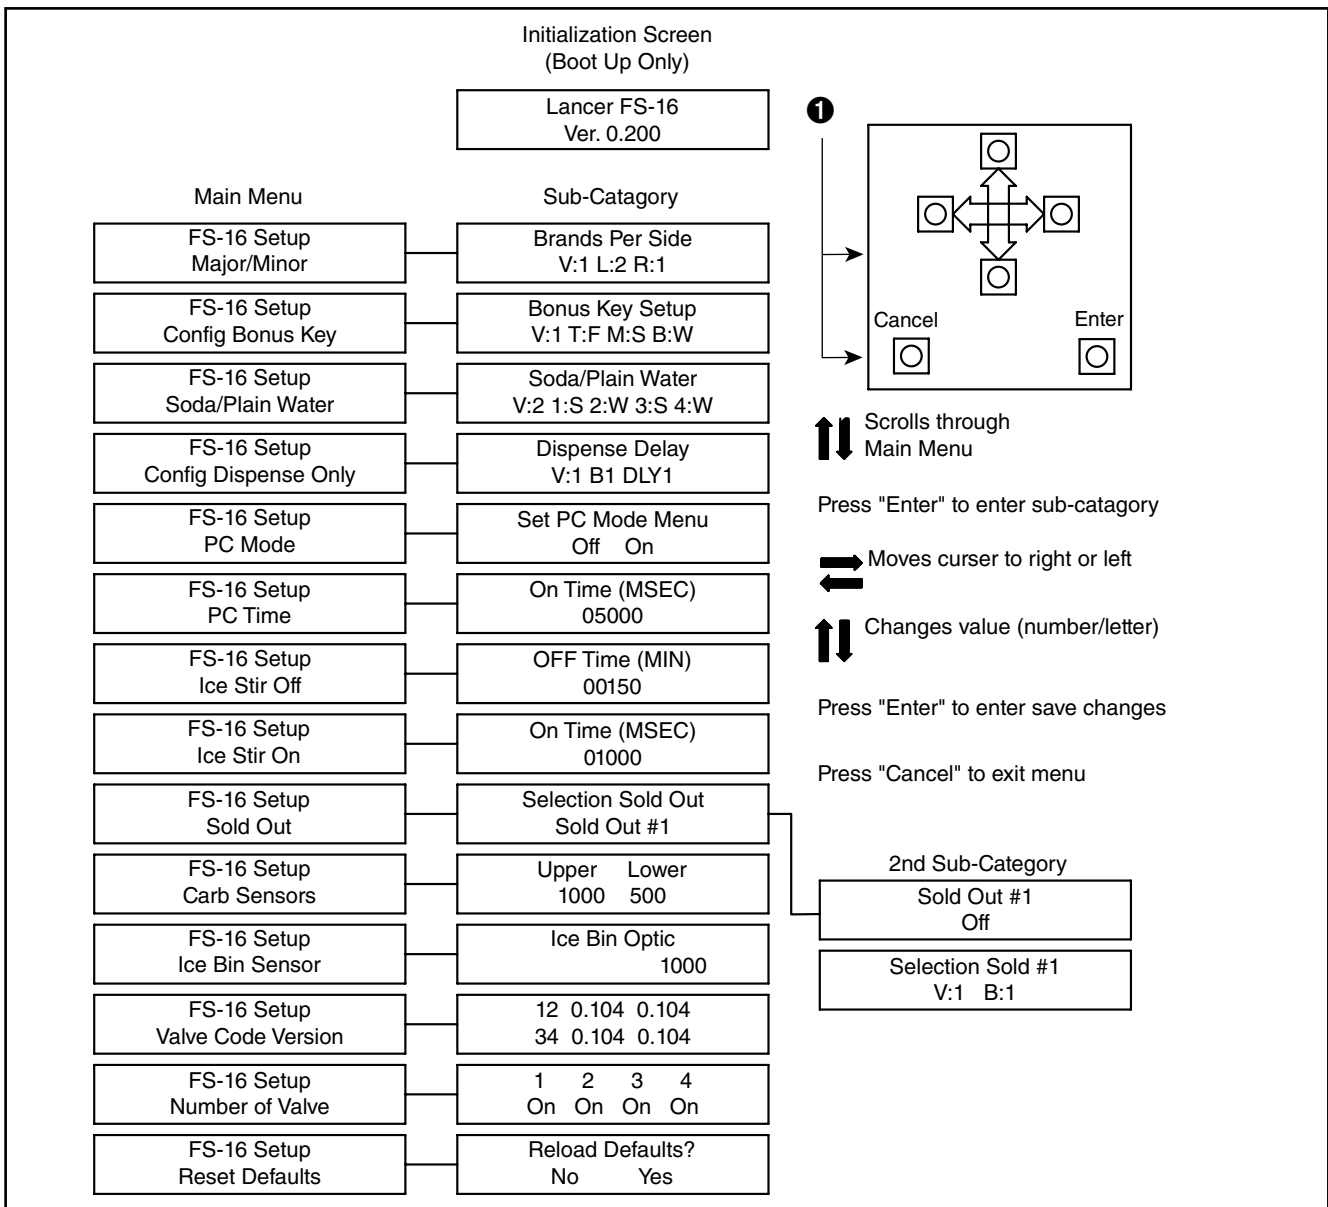 Initialization Screen
(Boot Up Only)
Lancer FS-16
Ver. 0.200
Main Menu
Sub-Catagory
FS-16 Setup
Major/Minor
Brands Per Side
V:1 L:2 R:1
FS-16 Setup
Config Bonus Key
Bonus Key Setup
V:1 T:F M:S B:W
FS-16 Setup
Soda/Plain Water
Soda/Plain Water
V:2 1:S 2:W 3:S 4:W
FS-16 Setup
Config Dispense Only
Dispense Delay
V:1 B1 DLY1
FS-16 Setup
PC Mode
Set PC Mode Menu
Off On
FS-16 Setup
PC Time
On Time (MSEC)
05000
FS-16 Setup
Ice Stir Off
OFF Time (MIN)
00150
FS-16 Setup
Ice Stir On
On Time (MSEC)
01000
FS-16 Setup
Sold Out
Selection Sold Out
Sold Out #1
FS-16 Setup
Carb Sensors
Upper Lower
1000 500
FS-16 Setup
Ice Bin Sensor
Ice Bin Optic
1000
FS-16 Setup
Valve Code Version
12 0.104 0.104
34 0.104 0.104
FS-16 Setup
Number of Valve
1 2 3 4
On On On On
FS-16 Setup
Reset Defaults
Reload Defaults?
No Yes
❶
Cancel
Enter
Scrolls through
Main Menu
Press "Enter" to enter sub-catagory
Moves curser to right or left
Changes value (number/letter)
Press "Enter" to enter save changes
Press "Cancel" to exit menu
2nd Sub-Category
Sold Out #1
Off
Selection Sold #1
V:1 B:1